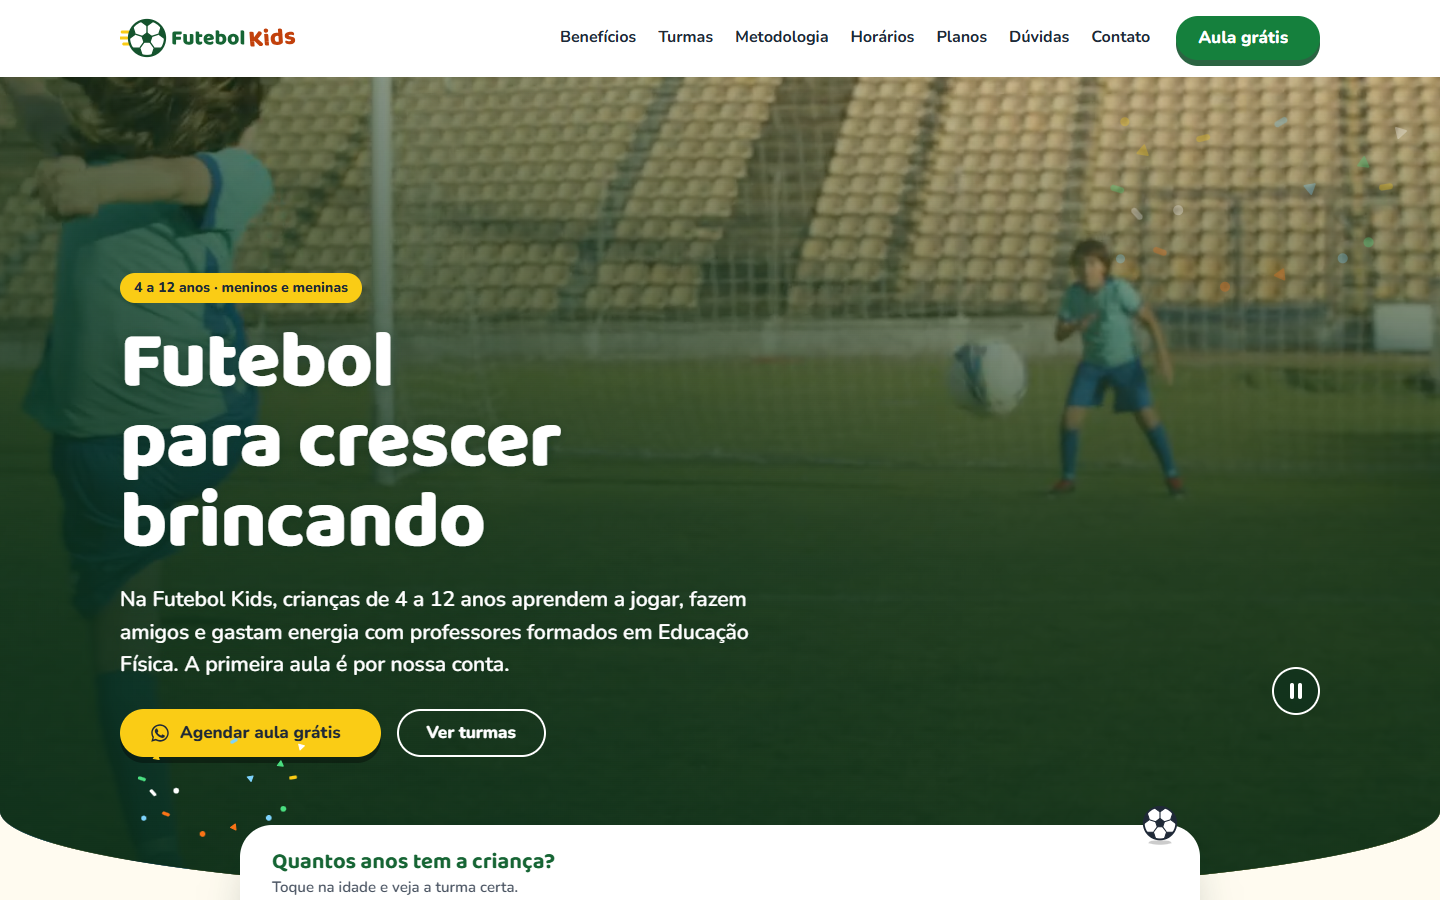 Futebol Kids
Benefícios
Turmas
Metodologia
Horários
Planos
Dúvidas
Contato
Aula grátis
4 a 12 anos · meninos e meninas
Futebol
para crescer
brincando
Na Futebol Kids, crianças de 4 a 12 anos aprendem a jogar, fazem
amigos e gastam energia com professores formados em Educação
Física. A primeira aula é por nossa conta.
Agendar aula grátis
Ver turmas
Quantos anos tem a criança?
Toque na idade e veja a turma certa.